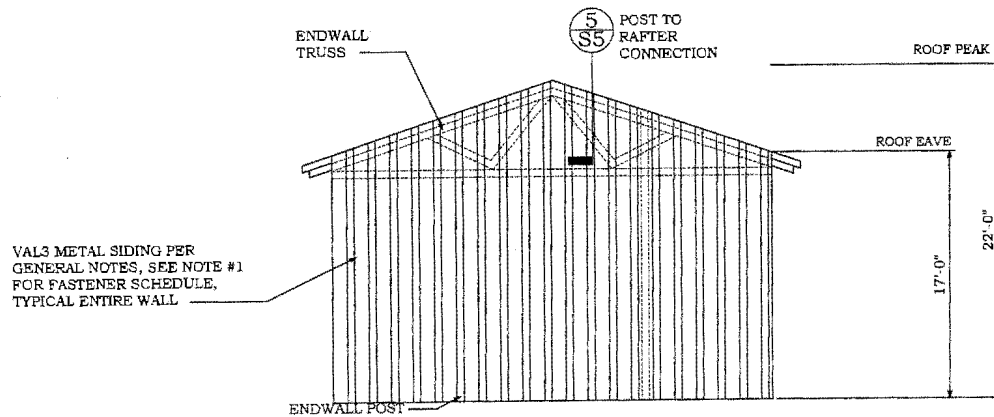 5
S5
POST TO
RAFTER
CONNECTION
ENDWALL
TRUSS
ROOF PEAK
ROOF EAVE
22'-0"
17'-0"
VAL3 METAL SIDING PER
GENERAL NOTES, SEE NOTE #1
FOR FASTENER SCHEDULE,
TYPICAL ENTIRE WALL
ENDWALL POST